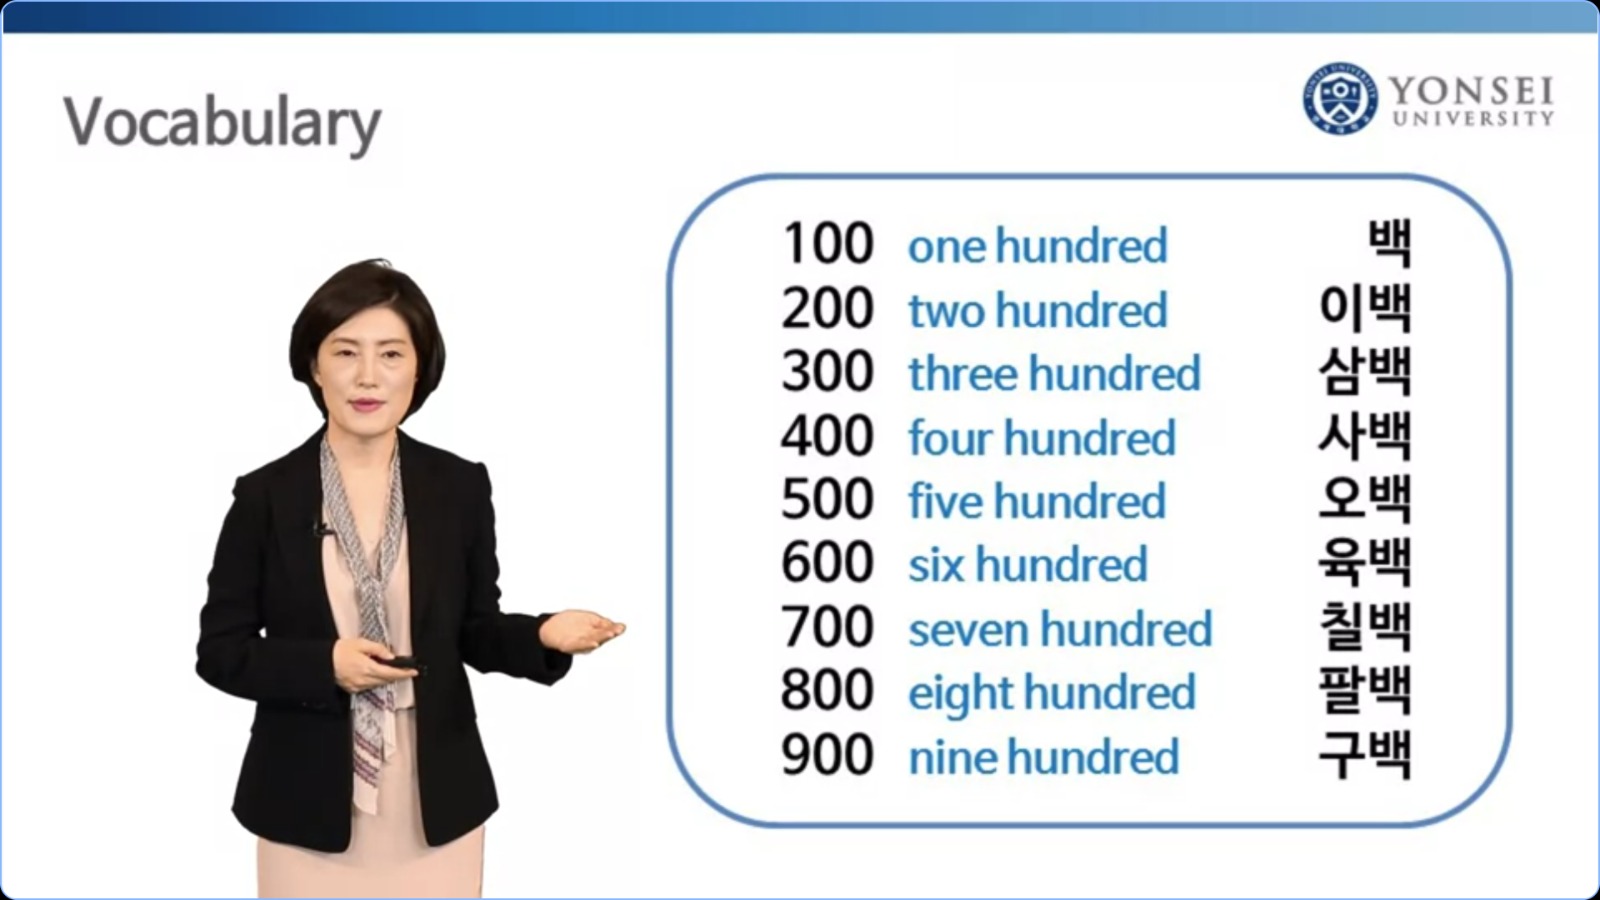 Vocabulary
YONSEI
UNIVERSITY
100 one hundred 백
200 two hundred 이백
300 three hundred 삼백
400 four hundred 사백
500 five hundred 오백
600 six hundred 육백
700 seven hundred 칠백
800 eight hundred 팔백
900 nine hundred 구백